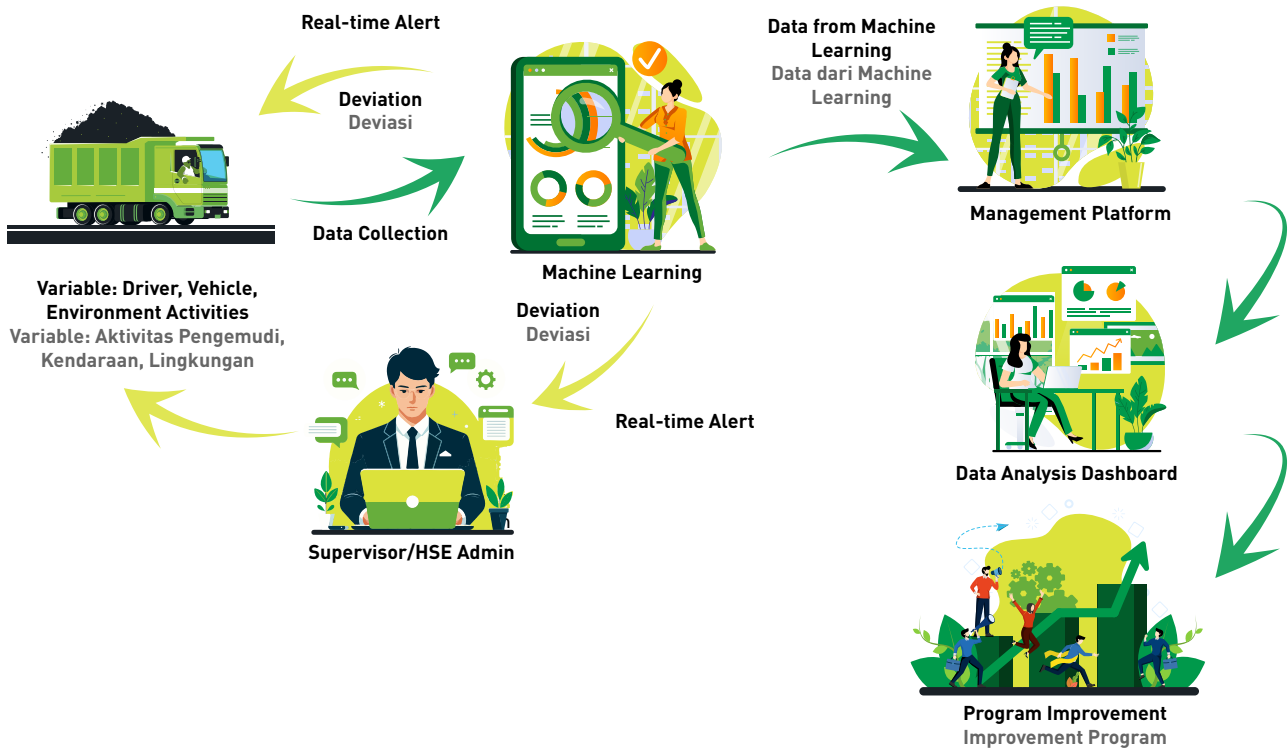 Real-time Alert
Deviation
Deviasi
Data Collection
Variable: Driver, Vehicle,
Environment Activities
Variable: Aktivitas Pengemudi,
Kendaraan, Lingkungan
Machine Learning
Deviation
Deviasi
Real-time Alert
Supervisor/HSE Admin
Data from Machine
Learning
Data dari Machine
Learning
Management Platform
Data Analysis Dashboard
Program Improvement
Improvement Program